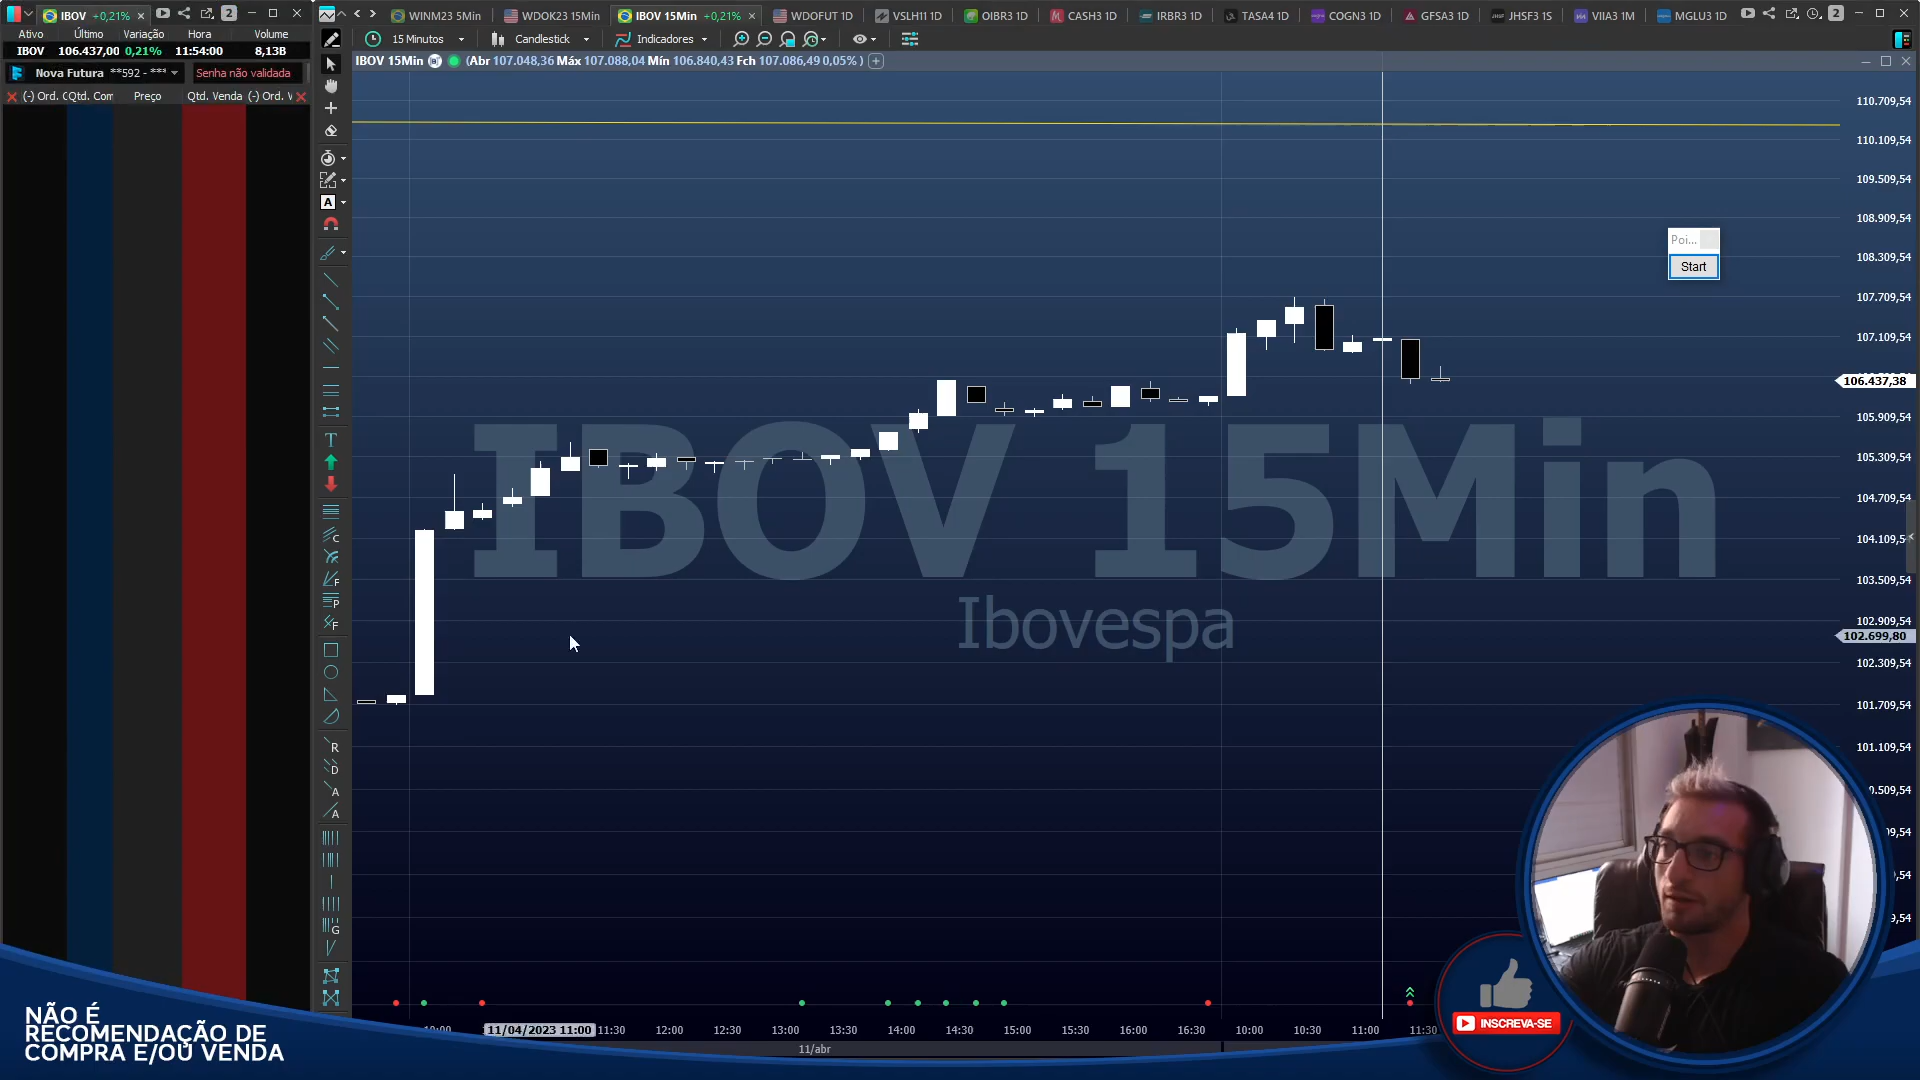 IBOV +0,21% 2
Ativo Último Variação Hora Volume
IBOV 106.437,00 0,21% 11:54:00 8,13B
Nova Futura **592 - *** Senha não validada
(-) Ord. Qtd. Com Preço Qtd. Venda (-) Ord. V
WINM23 5Min WDOK23 15Min IBOV 15Min +0,21% WDOFUT 1D VSLH11 1D OIBR3 1D CASH3 1D IRBR3 1D TASA4 1D COGN3 1D GFSA3 1D JHSF3 1S VIIA3 1M MGLU3 1D 2
15 Minutos Candlestick Indicadores
IBOV 15Min (Abr 107.048,36 Máx 107.088,04 Mín 106.840,43 Fch 107.086,49 0,05% )
110.709,54
110.109,54
109.509,54
108.909,54
Poi...
Start
108.309,54
107.709,54
107.109,54
106.437,38
105.909,54
105.309,54
104.709,54
104.109,54
103.509,54
102.909,54
102.699,80
102.309,54
101.709,54
101.109,54
IBOV 15Min
Ibovespa
11/04/2023 11:00 11:30 12:00 12:30 13:00 13:30 14:00 14:30 15:00 15:30 16:00 16:30 10:00 10:30 11:00 11:30
11/abr
NÃO É
RECOMENDAÇÃO DE
COMPRA E/OU VENDA
INSCREVA-SE